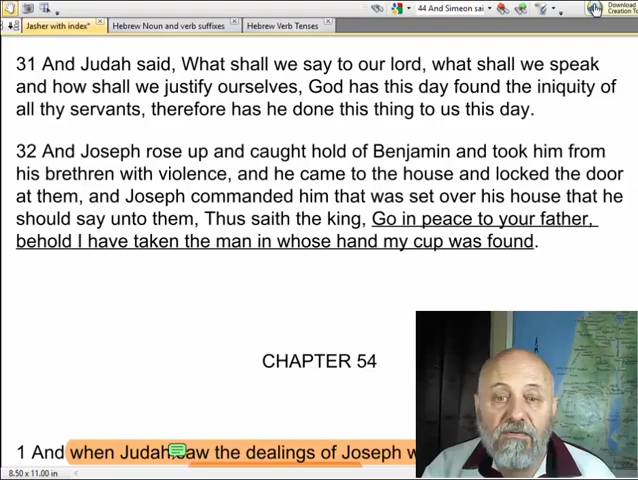 44 And Simeon sai
Download
Creation To
Jasher with index*
Hebrew Noun and verb suffixes
Hebrew Verb Tenses
31 And Judah said, What shall we say to our lord, what shall we speak
and how shall we justify ourselves, God has this day found the iniquity of
all thy servants, therefore has he done this thing to us this day.
32 And Joseph rose up and caught hold of Benjamin and took him from
his brethren with violence, and he came to the house and locked the door
at them, and Joseph commanded him that was set over his house that he
should say unto them, Thus saith the king, Go in peace to your father,
behold I have taken the man in whose hand my cup was found.
CHAPTER 54
1 And when Judah saw the dealings of Joseph w
8.50 x 11.00 in